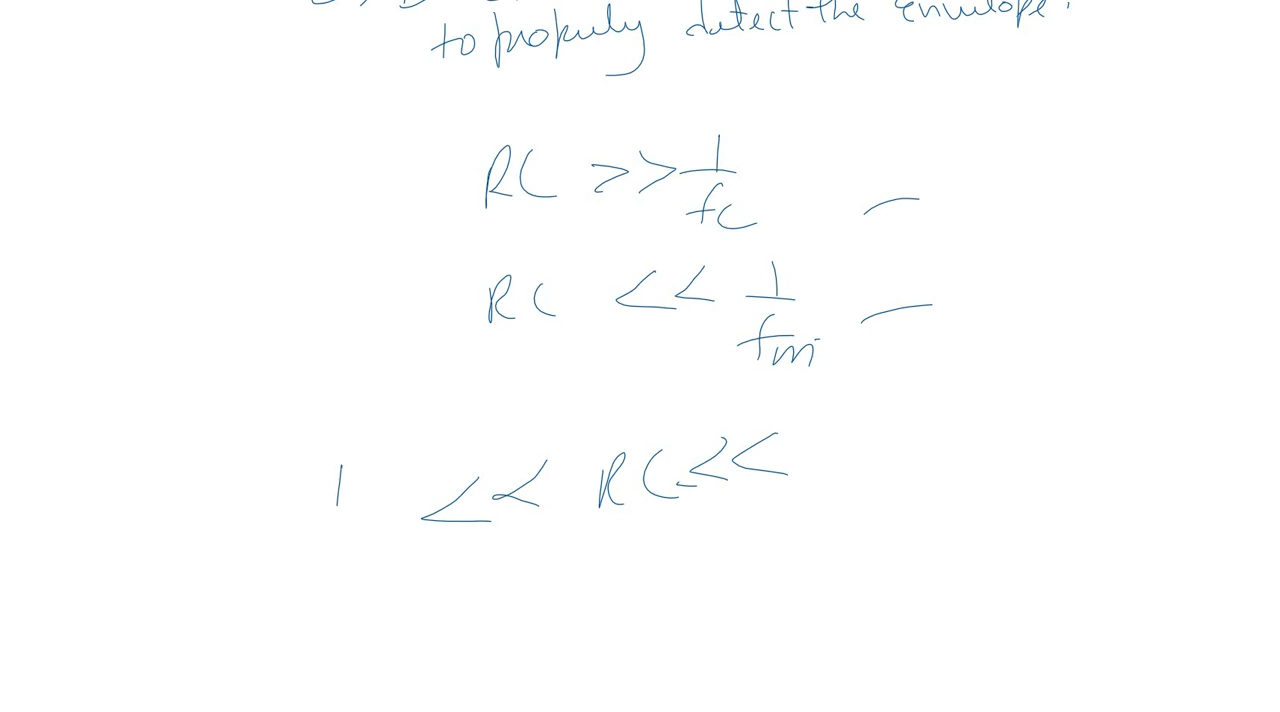 to properly detect the envelope.
RC >> 1/fc
RC << 1/fm
1 << RC <<